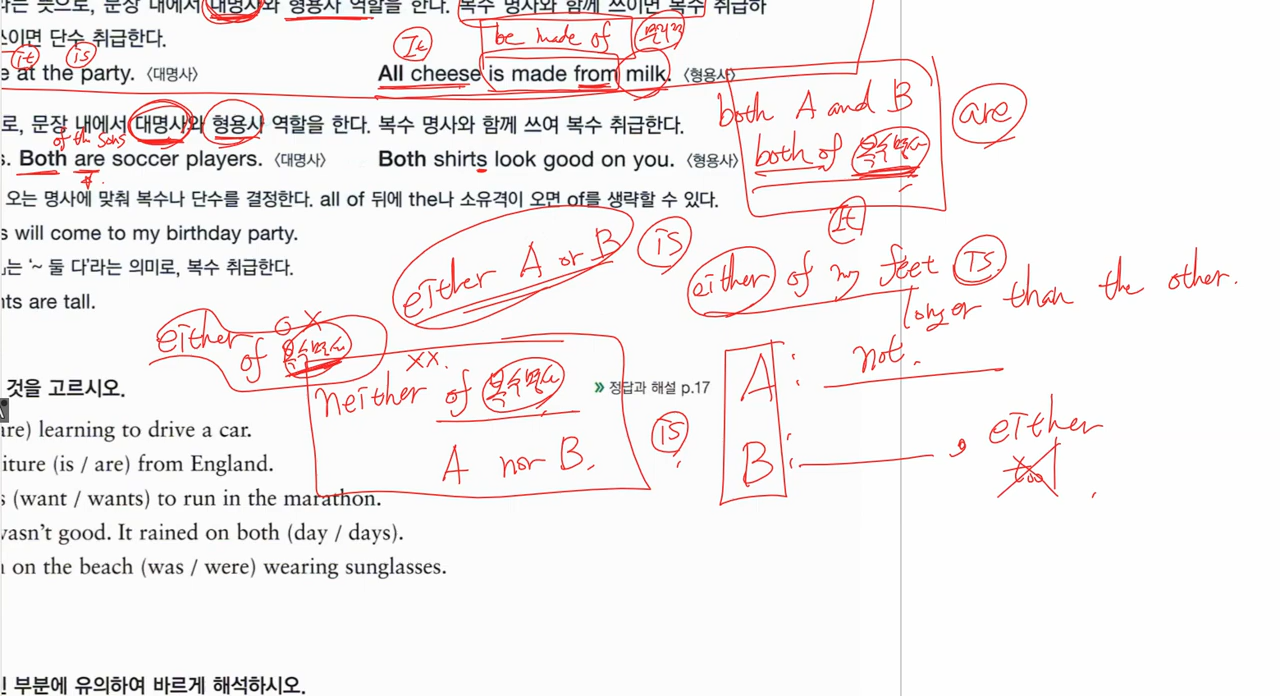 라는 뜻으로, 문장 내에서 대명사와 형용사 역할을 한다. 복수 명사와 함께 쓰이면 복수 취급하
쓰이면 단수 취급한다.
it is
It
be made of
물리적
e at the party. 〈대명사〉
All cheese is made from milk. 〈형용사〉
both A and B
are
both of 복수명사
로, 문장 내에서 대명사와 형용사 역할을 한다. 복수 명사와 함께 쓰여 복수 취급한다.
of the sons
s. Both are soccer players. 〈대명사〉
Both shirts look good on you. 〈형용사〉
오는 명사에 맞춰 복수나 단수를 결정한다. all of 뒤에 the나 소유격이 오면 of를 생략할 수 있다.
s will come to my birthday party.
는 '~ 둘 다'라는 의미로, 복수 취급한다.
nts are tall.
either A or B is
It
either of my feet is
longer than the other.
either of 복수명사
O X
XX.
neither of 복수명사
A nor B.
is
A : not.
B : , either
too
것을 고르시오.
» 정답과 해설 p.17
are) learning to drive a car.
iture (is / are) from England.
s (want / wants) to run in the marathon.
wasn't good. It rained on both (day / days).
on the beach (was / were) wearing sunglasses.
친 부분에 유의하여 바르게 해석하시오.